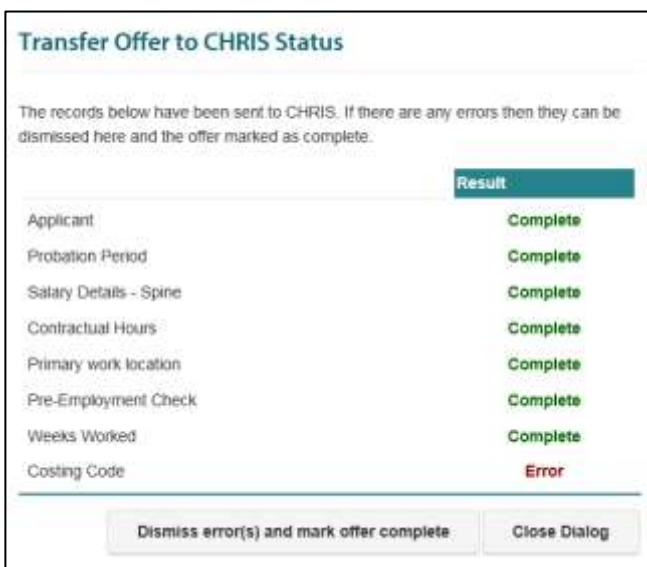 Transfer Offer to CHRIS Status
The records below have been sent to CHRIS. If there are any errors then they can be
dismissed here and the offer marked as complete.
Result
Applicant Complete
Probation Period Complete
Salary Details - Spine Complete
Contractual Hours Complete
Primary work location Complete
Pre-Employment Check Complete
Weeks Worked Complete
Costing Code Error
Dismiss error(s) and mark offer complete Close Dialog